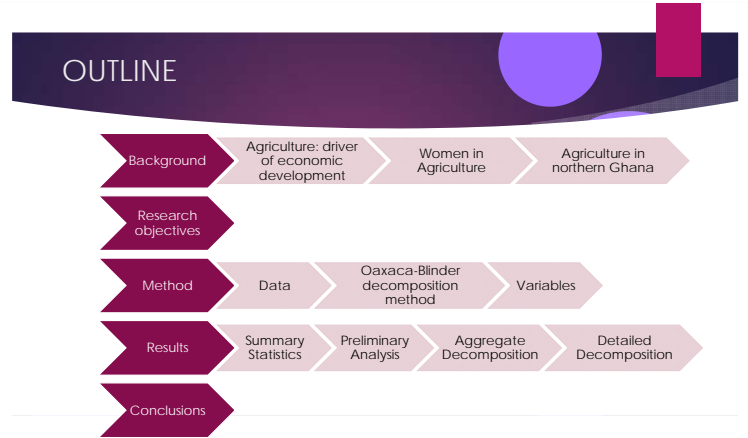 OUTLINE
Background
Agriculture: driver
of economic
development
Women in
Agriculture
Agriculture in
northern Ghana
Research
objectives
Method
Data
Oaxaca-Blinder
decomposition
method
Variables
Results
Summary
Statistics
Preliminary
Analysis
Aggregate
Decomposition
Detailed
Decomposition
Conclusions